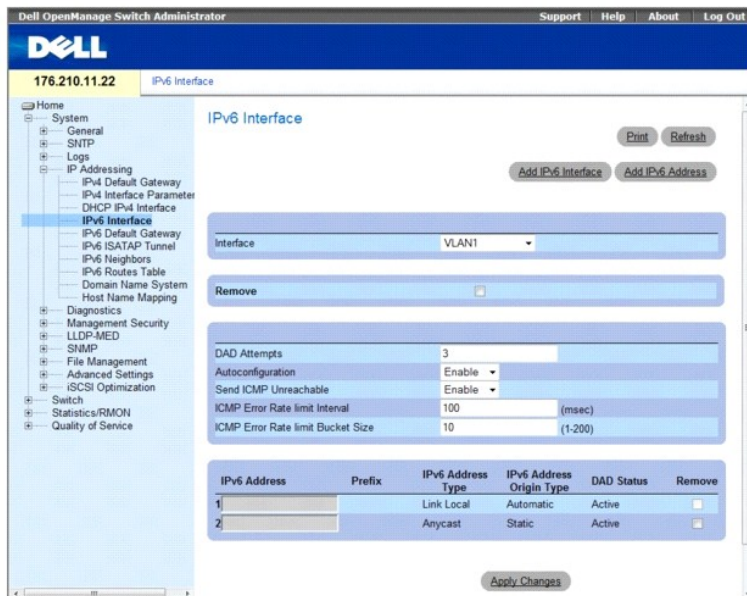 Dell OpenManage Switch Administrator Support Help About Log Out
DELL
176.210.11.22 IPv6 Interface
Home
System
General
SNTP
Logs
IP Addressing
IPv4 Default Gateway
IPv4 Interface Parameter
DHCP IPv4 Interface
IPv6 Interface
IPv6 Default Gateway
IPv6 ISATAP Tunnel
IPv6 Neighbors
IPv6 Routes Table
Domain Name System
Host Name Mapping
Diagnostics
Management Security
LLDP-MED
SNMP
File Management
Advanced Settings
iSCSI Optimization
Switch
Statistics/RMON
Quality of Service
IPv6 Interface
Print Refresh
Add IPv6 Interface Add IPv6 Address
Interface VLAN1
Remove
DAD Attempts 3
Autoconfiguration Enable
Send ICMP Unreachable Enable
ICMP Error Rate limit Interval 100 (msec)
ICMP Error Rate limit Bucket Size 10 (1-200)
IPv6 Address Prefix IPv6 Address Type IPv6 Address Origin Type DAD Status Remove
1 Link Local Automatic Active
2 Anycast Static Active
Apply Changes